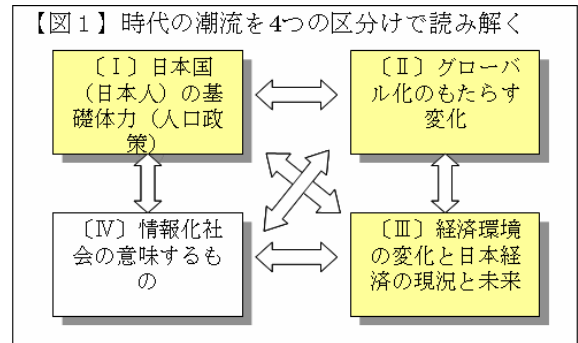 【図1】時代の潮流を4つの区分けで読み解く
〔Ⅰ〕日本国
（日本人）の基
礎体力（人口政
策）
〔Ⅱ〕グローバ
ル化のもたらす
変化
〔Ⅳ〕情報化社
会の意味するも
の
〔Ⅲ〕経済環境
の変化と日本経
済の現況と未来